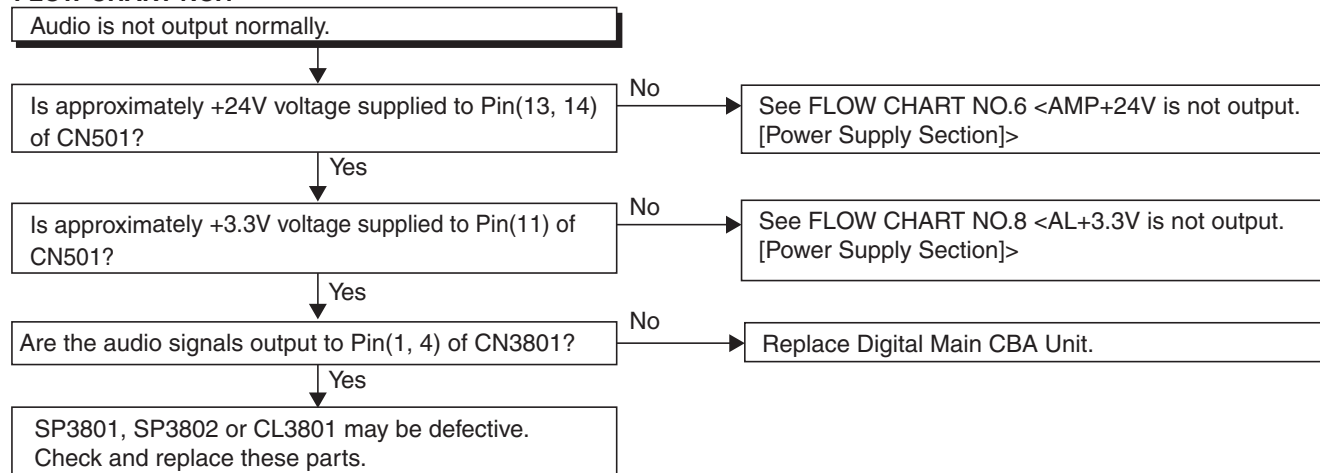 Audio is not output normally.
Is approximately +24V voltage supplied to Pin(13, 14)
of CN501?
No
See FLOW CHART NO.6 <AMP+24V is not output.
[Power Supply Section]>
Yes
Is approximately +3.3V voltage supplied to Pin(11) of
CN501?
No
See FLOW CHART NO.8 <AL+3.3V is not output.
[Power Supply Section]>
Yes
Are the audio signals output to Pin(1, 4) of CN3801?
No
Replace Digital Main CBA Unit.
Yes
SP3801, SP3802 or CL3801 may be defective.
Check and replace these parts.